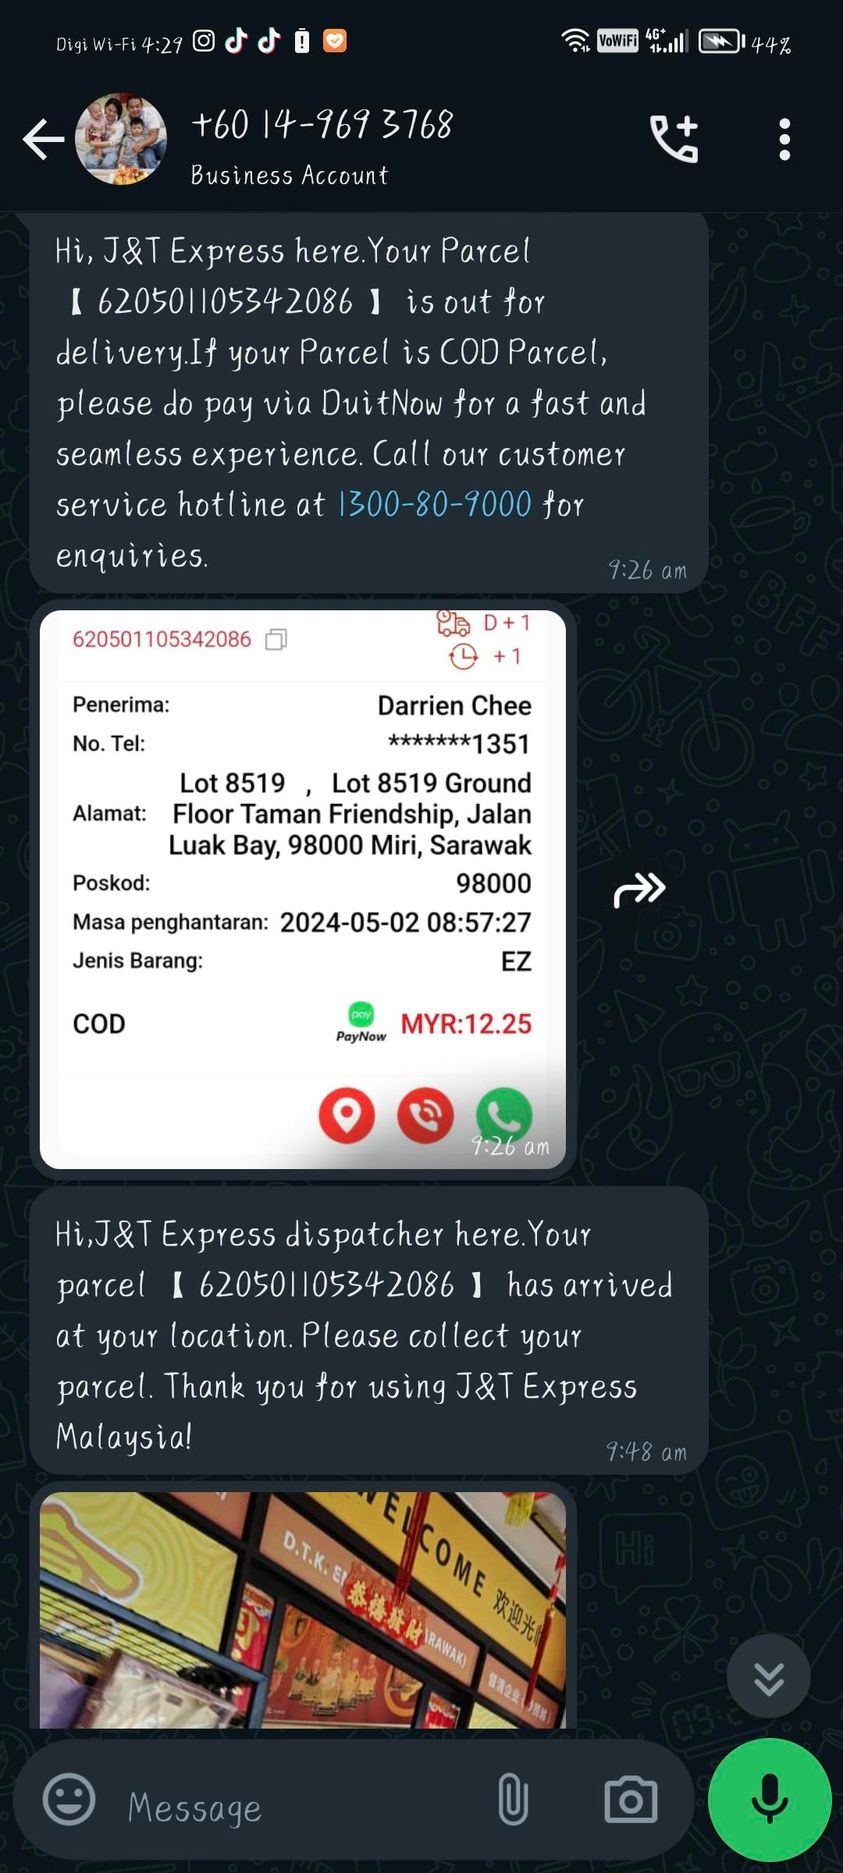 Digi Wi-Fi 4:29
VoWiFi 4G+ 44%
+60 14-969 3768
Business Account
Hi, J&T Express here.Your Parcel
【 620501105342086 】 is out for
delivery.If your Parcel is COD Parcel,
please do pay via DuitNow for a fast and
seamless experience. Call our customer
service hotline at 1300-80-9000 for
enquiries.
9:26 am
620501105342086
D + 1
+ 1
Penerima: Darrien Chee
No. Tel: *******1351
Lot 8519 , Lot 8519 Ground
Alamat: Floor Taman Friendship, Jalan
Luak Bay, 98000 Miri, Sarawak
Poskod: 98000
Masa penghantaran: 2024-05-02 08:57:27
Jenis Barang: EZ
COD pay PayNow MYR:12.25
9:26 am
Hi,J&T Express dispatcher here.Your
parcel 【 620501105342086 】 has arrived
at your location. Please collect your
parcel. Thank you for using J&T Express
Malaysia!
9:48 am
WELCOME 欢迎光
D.T.K.
恭禧發財
Message